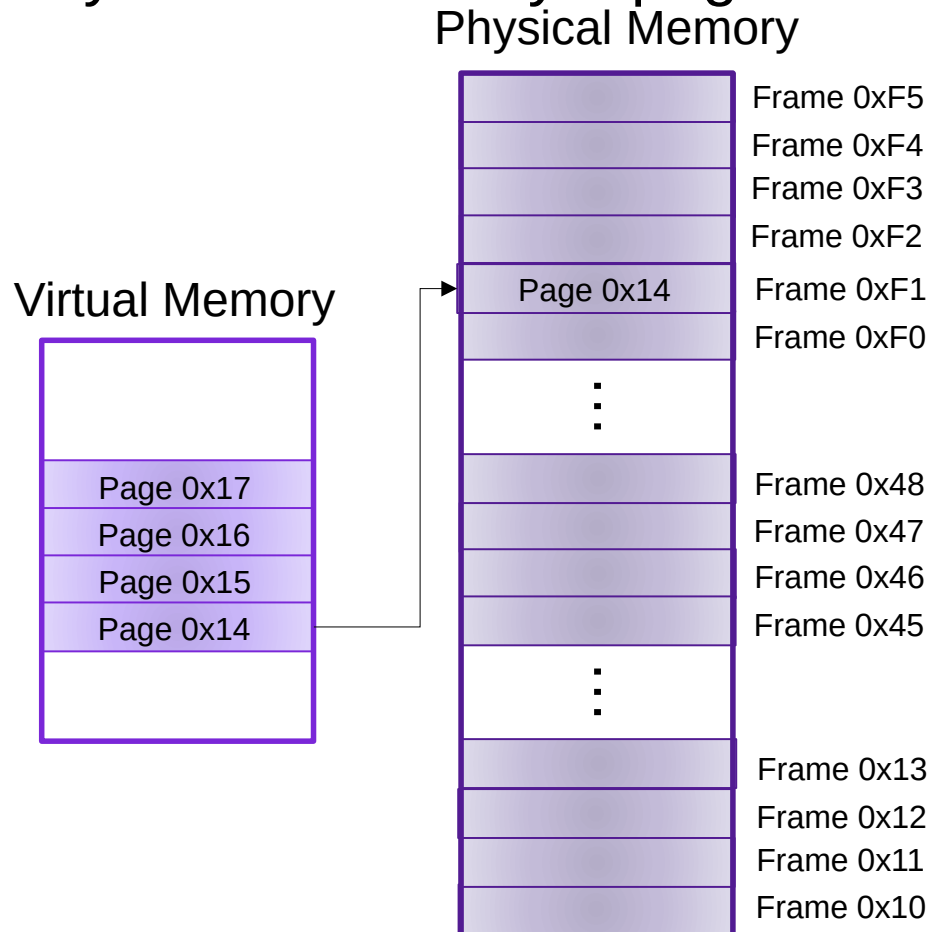 Physical Memory
Frame 0xF5
Frame 0xF4
Frame 0xF3
Frame 0xF2
Virtual Memory
Page 0x14
Frame 0xF1
Frame 0xF0
Page 0x17
Page 0x16
Page 0x15
Page 0x14
Frame 0x48
Frame 0x47
Frame 0x46
Frame 0x45
Frame 0x13
Frame 0x12
Frame 0x11
Frame 0x10